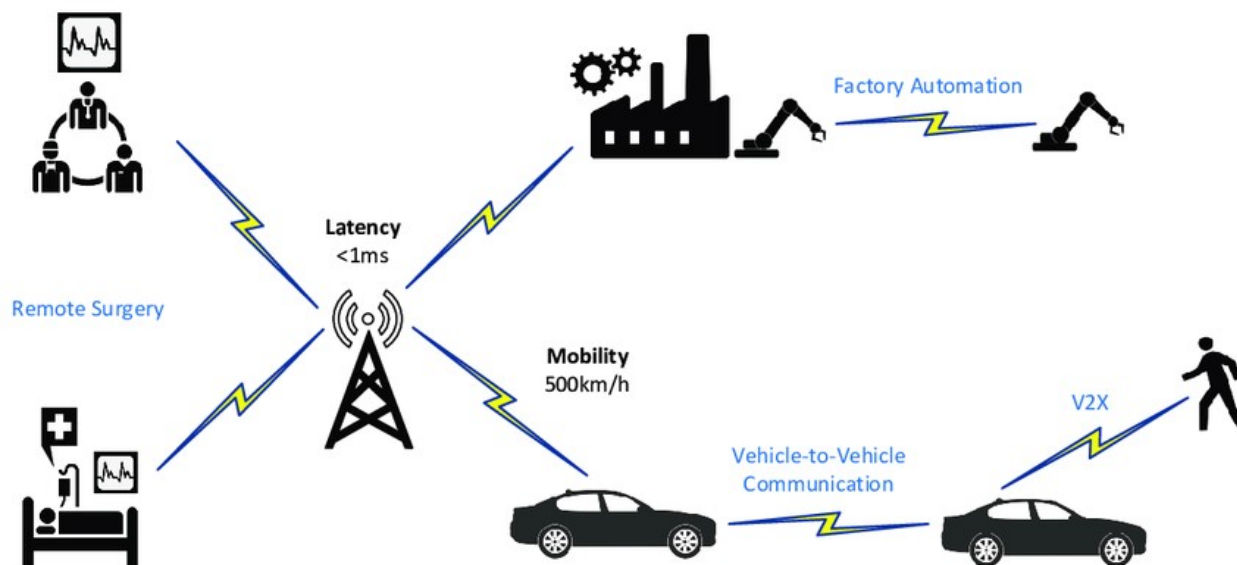 Factory Automation
Latency
<1ms
Remote Surgery
Mobility
500km/h
V2X
Vehicle-to-Vehicle
Communication